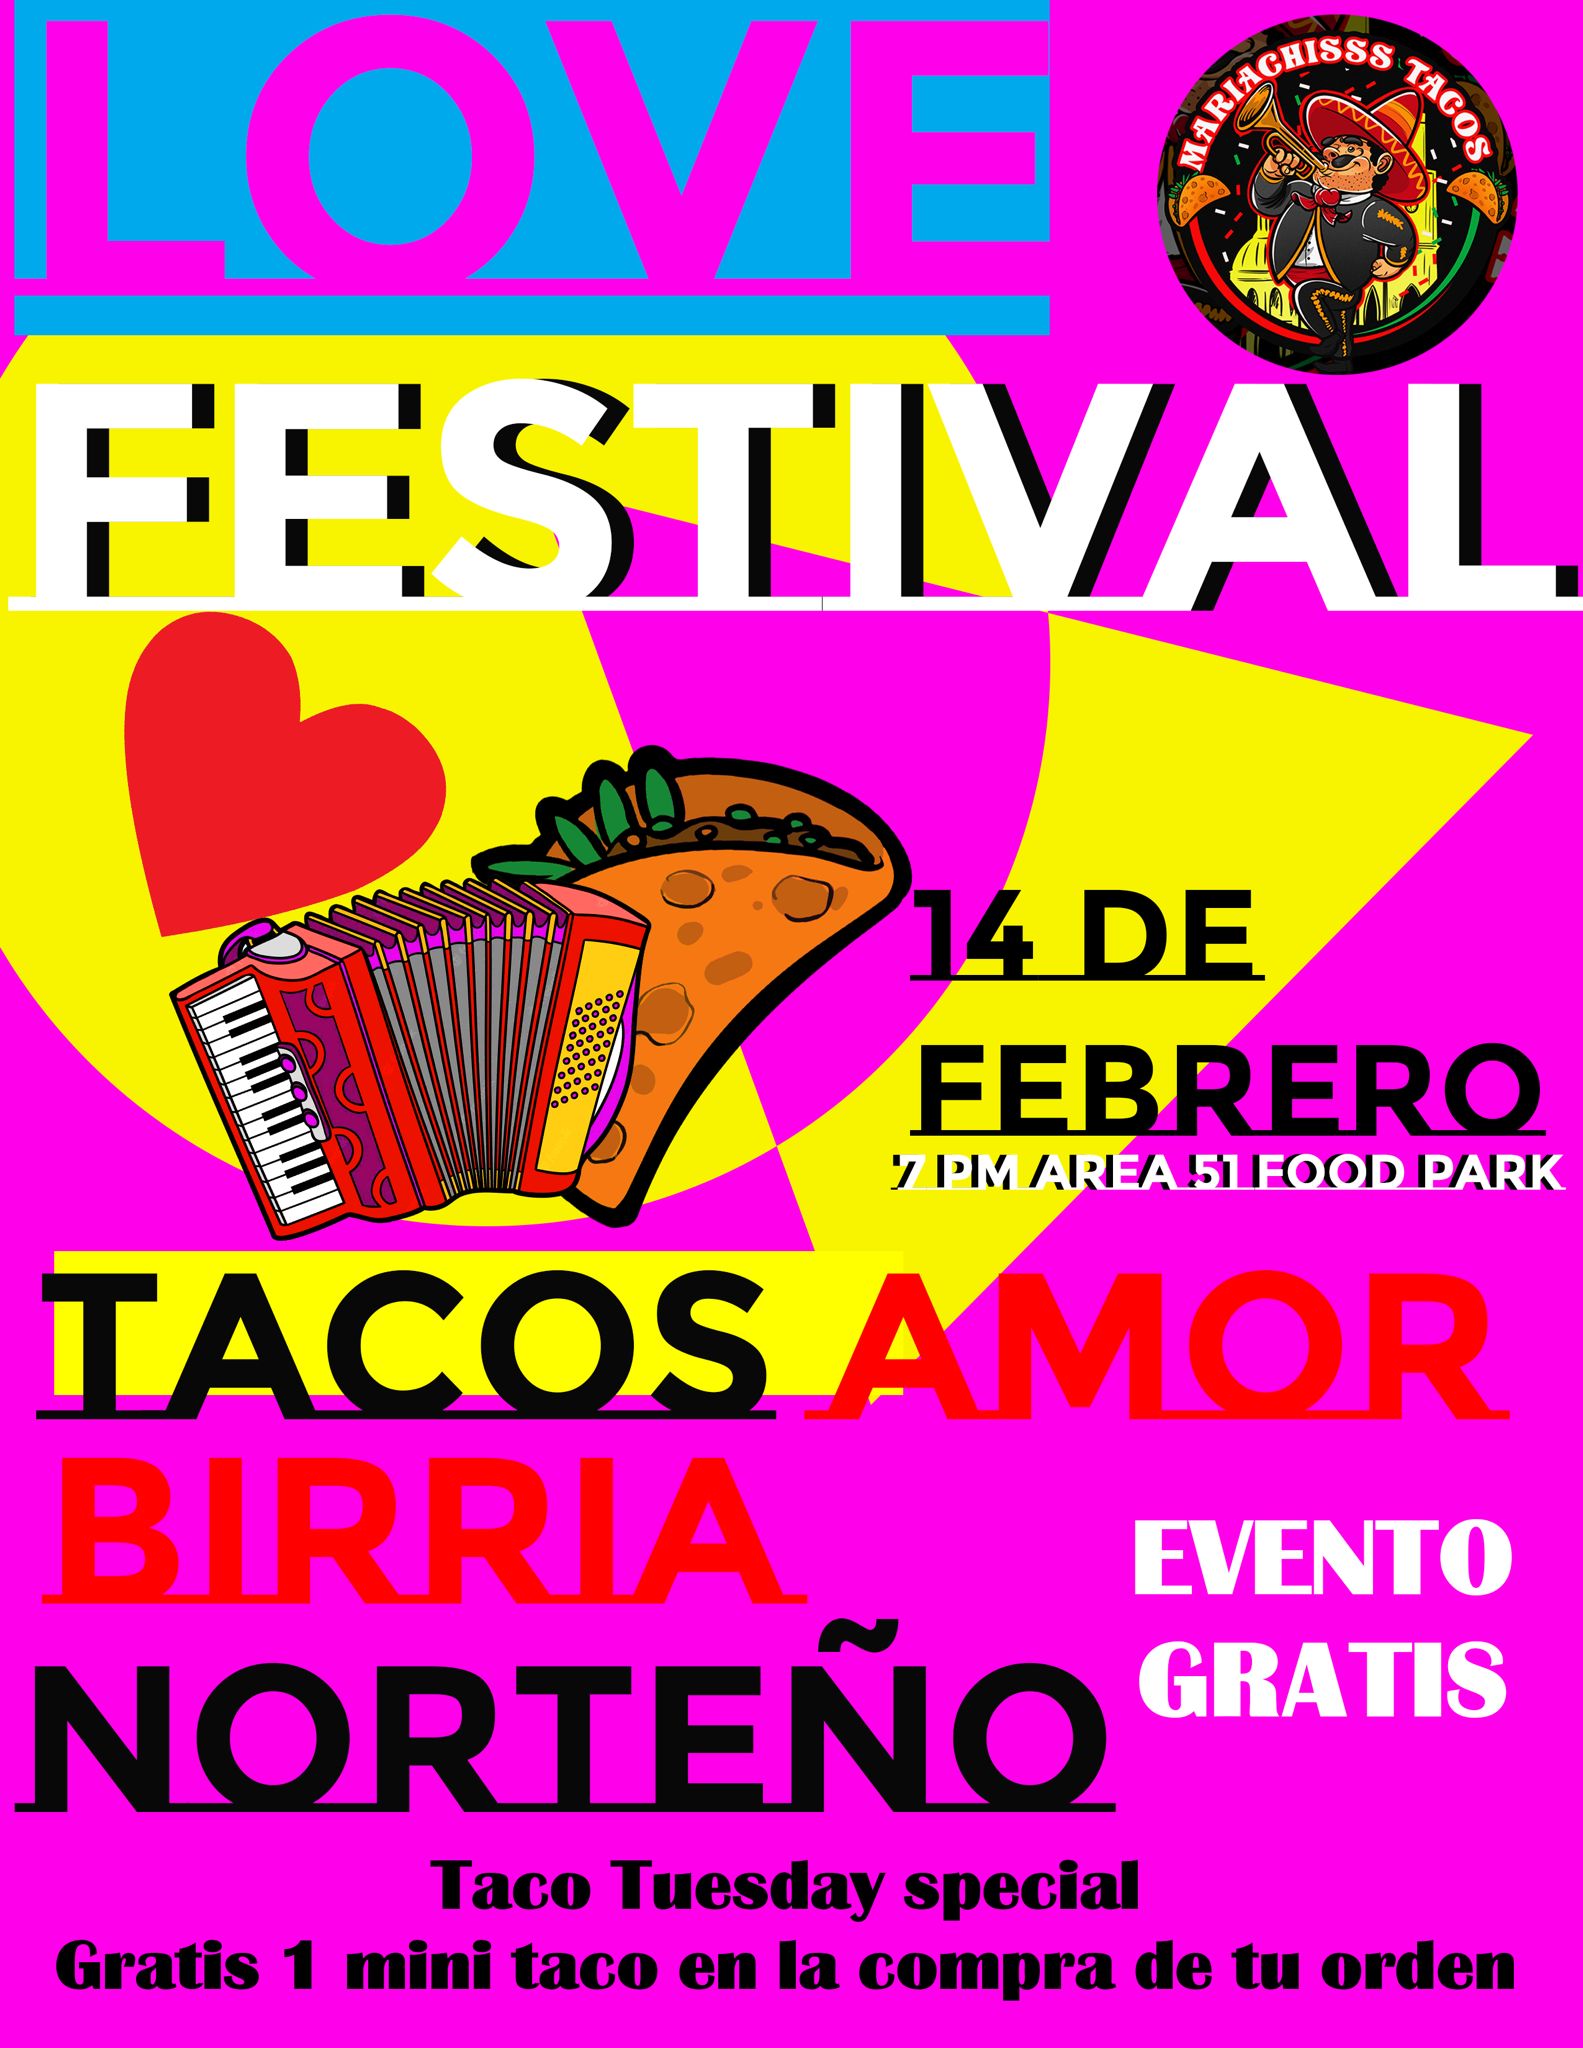 LOVE
MARIACHISSS TACOS
FESTIVAL
14 DE
FEBRERO
7 PM AREA 51 FOOD PARK
TACOS AMOR
BIRRIA
NORTEÑO
EVENTO
GRATIS
Taco Tuesday special
Gratis 1 mini taco en la compra de tu orden